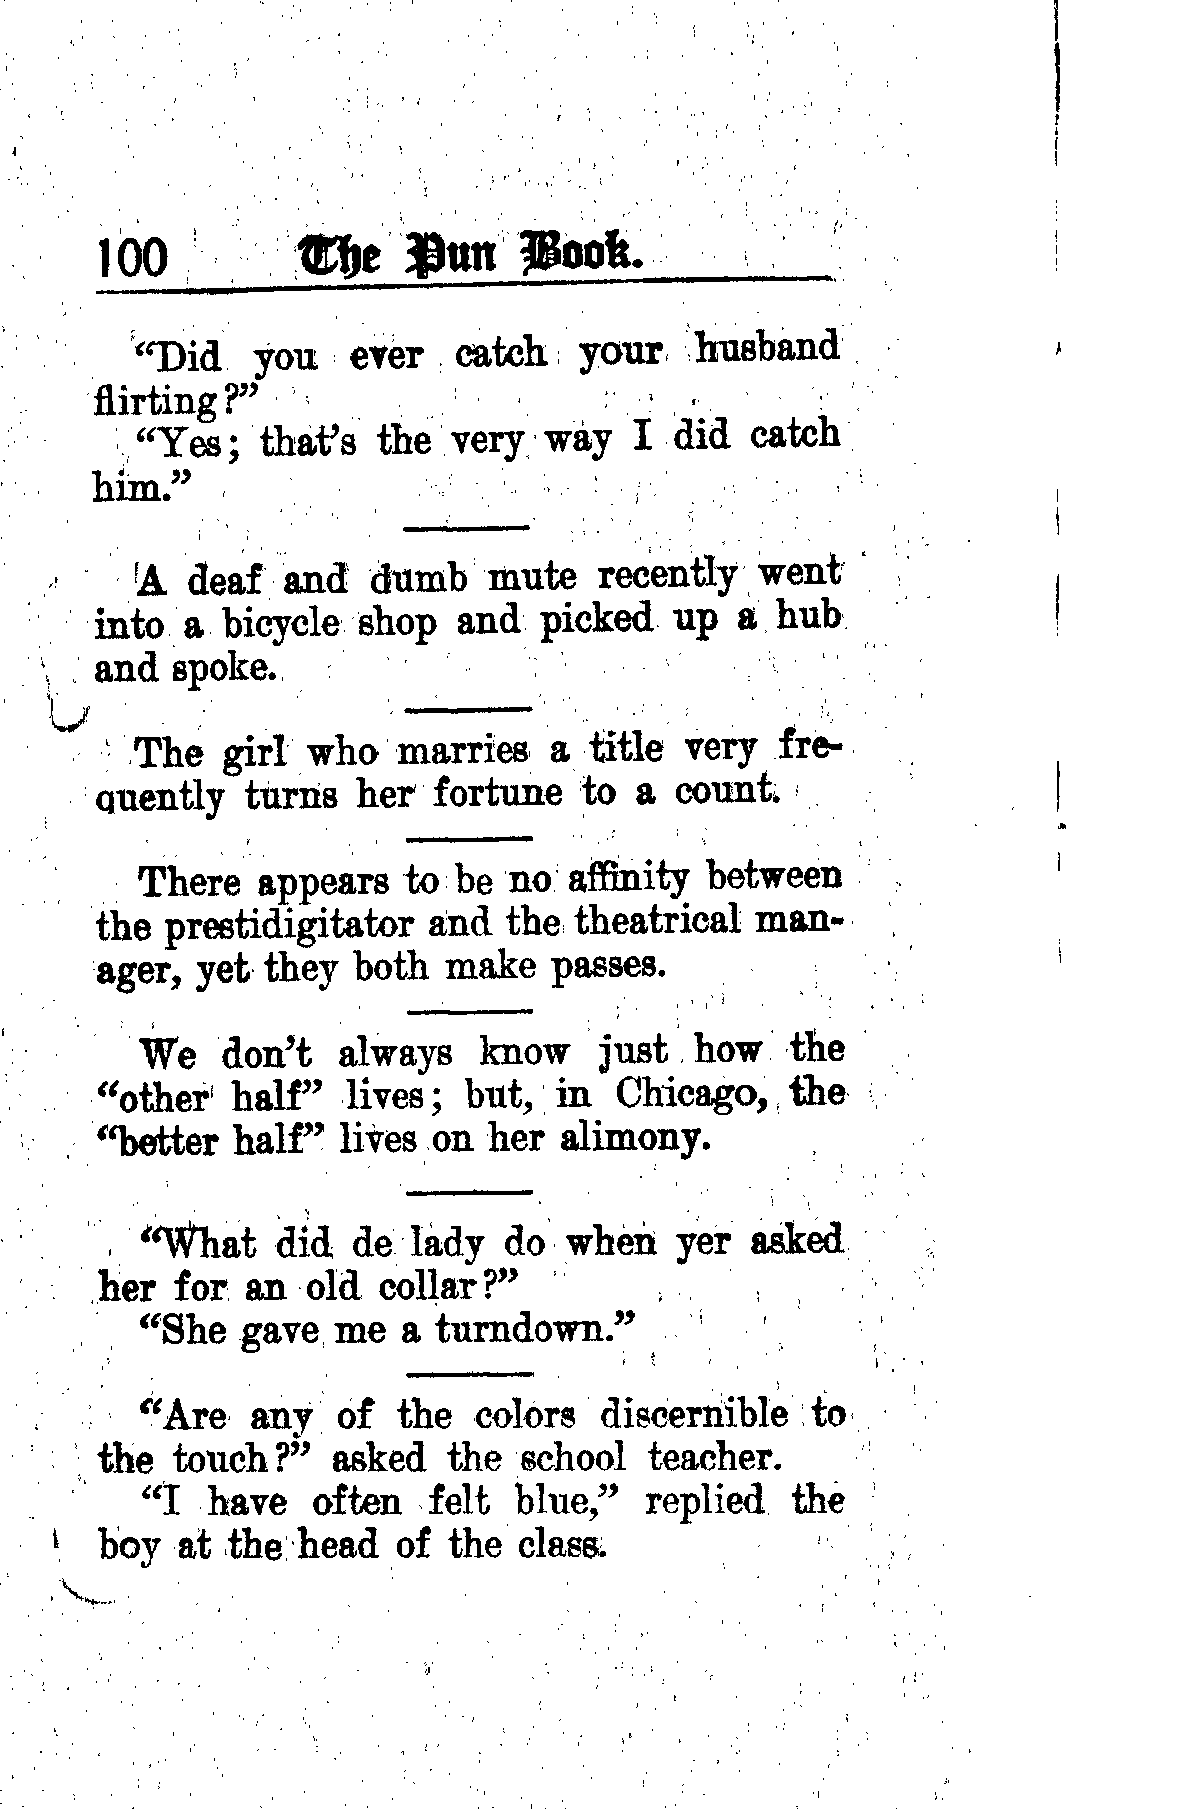 100 The Pun Book.
“Did you ever catch your husband
flirting?”
“Yes; that’s the very way I did catch
him.”
A deaf and dumb mute recently went
into a bicycle shop and picked up a hub
and spoke.
The girl who marries a title very fre-
quently turns her fortune to a count.
There appears to be no affinity between
the prestidigitator and the theatrical man-
ager, yet they both make passes.
We don’t always know just how the
“other half” lives; but, in Chicago, the
“better half” lives on her alimony.
“What did de lady do when yer asked
her for an old collar?”
“She gave me a turndown.”
“Are any of the colors discernible to
the touch?” asked the school teacher.
“I have often felt blue,” replied the
boy at the head of the class.